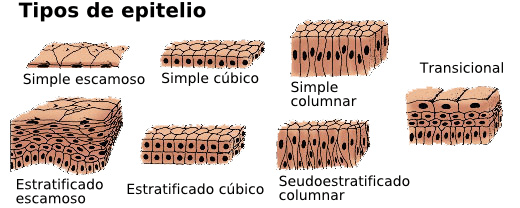 Tipos de epitelio
Simple escamoso
Simple cúbico
Simple
columnar
Transicional
Estratificado
escamoso
Estratificado cúbico
Seudoestratificado
columnar